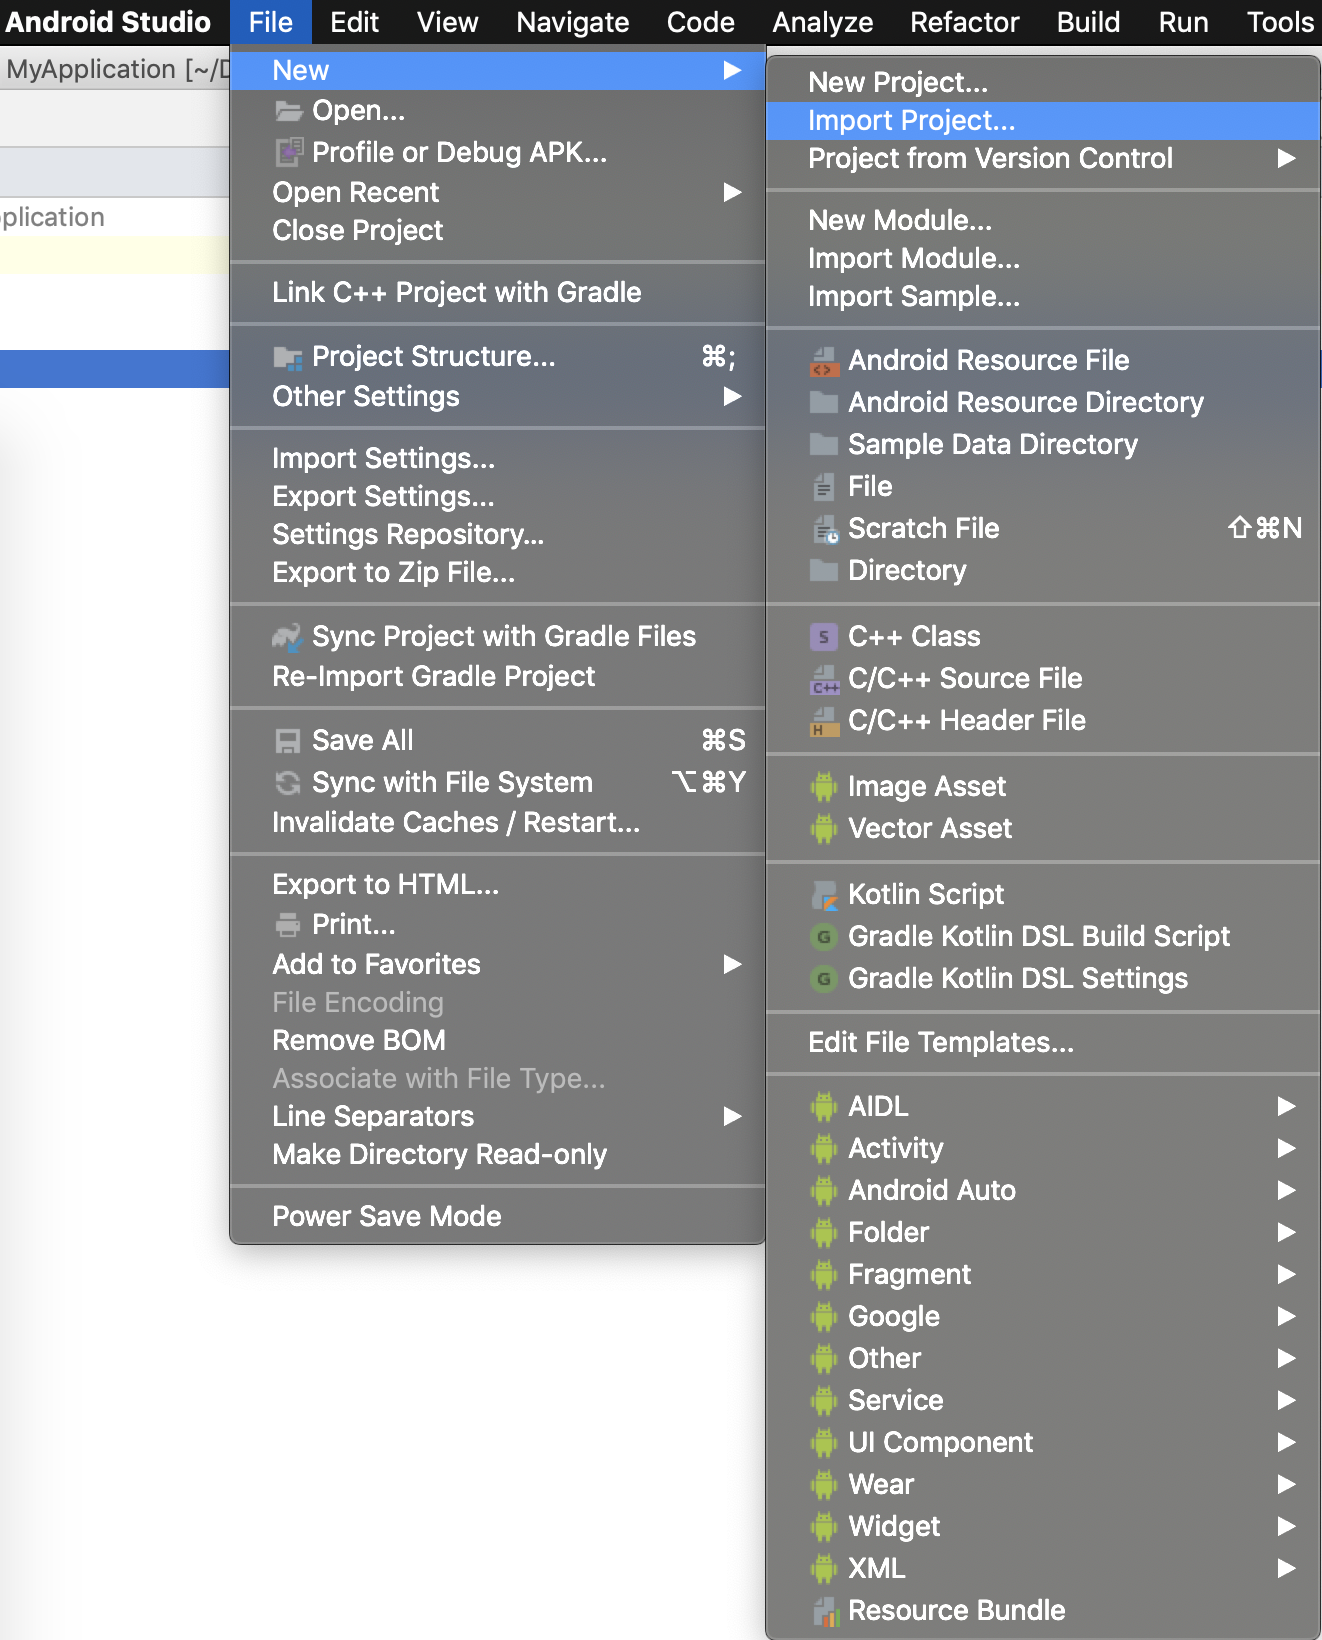 Android Studio File Edit View Navigate Code Analyze Refactor Build Run Tools
MyApplication [~/D
plication
New
Open...
Profile or Debug APK...
Open Recent
Close Project
Link C++ Project with Gradle
Project Structure... ⌘;
Other Settings
Import Settings...
Export Settings...
Settings Repository...
Export to Zip File...
Sync Project with Gradle Files
Re-Import Gradle Project
Save All ⌘S
Sync with File System ⌥⌘Y
Invalidate Caches / Restart...
Export to HTML...
Print...
Add to Favorites
File Encoding
Remove BOM
Associate with File Type...
Line Separators
Make Directory Read-only
Power Save Mode
New Project...
Import Project...
Project from Version Control
New Module...
Import Module...
Import Sample...
Android Resource File
Android Resource Directory
Sample Data Directory
File
Scratch File ⇧⌘N
Directory
S C++ Class
C++ C/C++ Source File
H C/C++ Header File
Image Asset
Vector Asset
Kotlin Script
G Gradle Kotlin DSL Build Script
G Gradle Kotlin DSL Settings
Edit File Templates...
AIDL
Activity
Android Auto
Folder
Fragment
Google
Other
Service
UI Component
Wear
Widget
XML
Resource Bundle